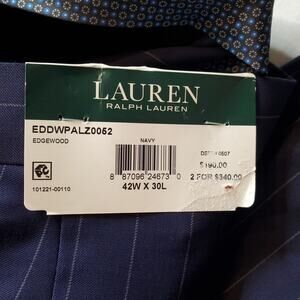 LAUREN
RALPH LAUREN
EDDWPALZ0052
EDGEWOOD NAVY
0507
$190.00
8 87096 24673 0 2 FOR $340.00
101221-00110 42W X 30L